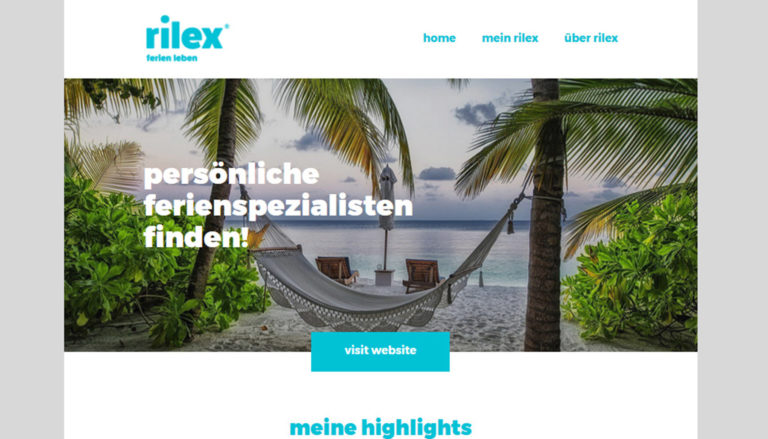 rilex®
ferien leben
home
mein rilex
über rilex
persönliche
ferienspezialisten
finden!
visit website
meine highlights